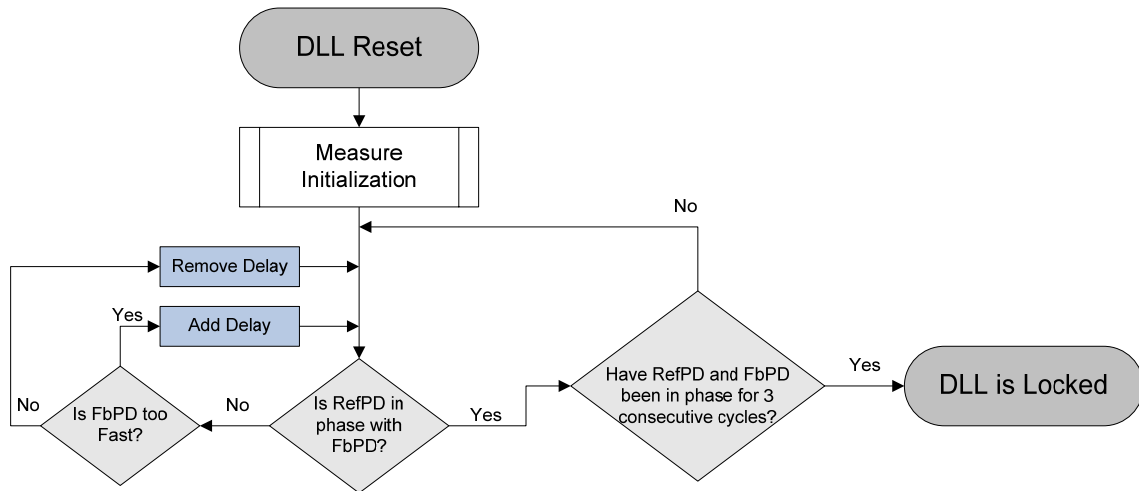 DLL Reset
Measure
Initialization
No
Remove Delay
Yes
Add Delay
No
Is FbPD too
Fast?
No
Is RefPD in
phase with
FbPD?
Yes
Have RefPD and FbPD
been in phase for 3
consecutive cycles?
Yes
DLL is Locked